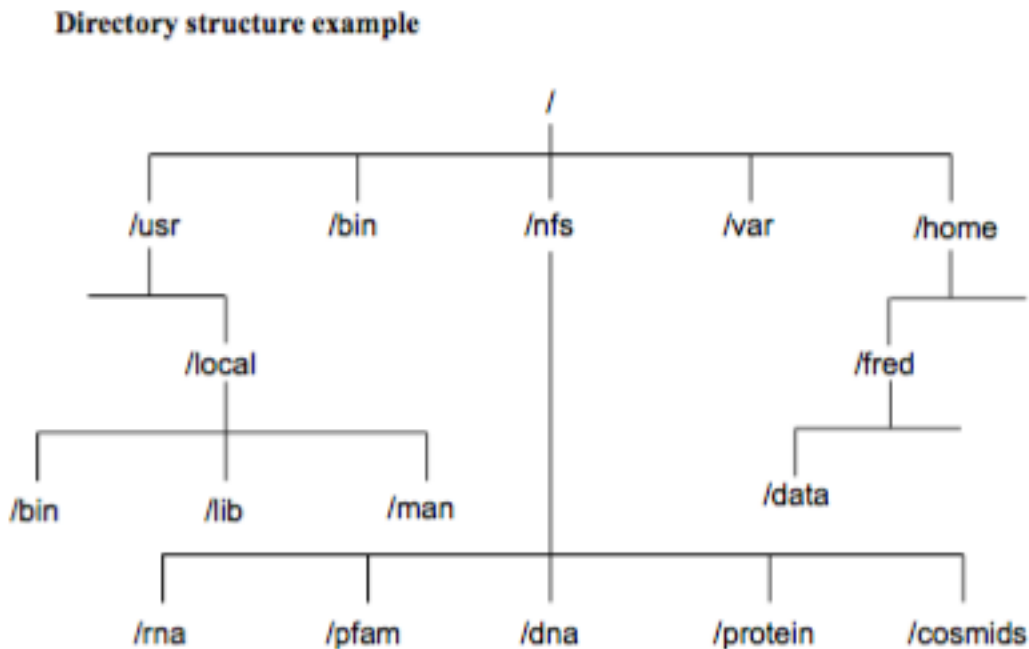 Directory structure example
/
/usr /bin /nfs /var /home
/local /fred
/data
/bin /lib /man
/rna /pfam /dna /protein /cosmids